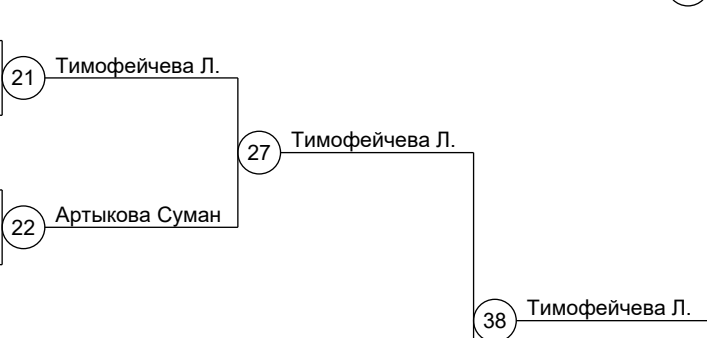 21 Тимофейчева Л.
27 Тимофейчева Л.
22 Артыкова Суман
38 Тимофейчева Л.